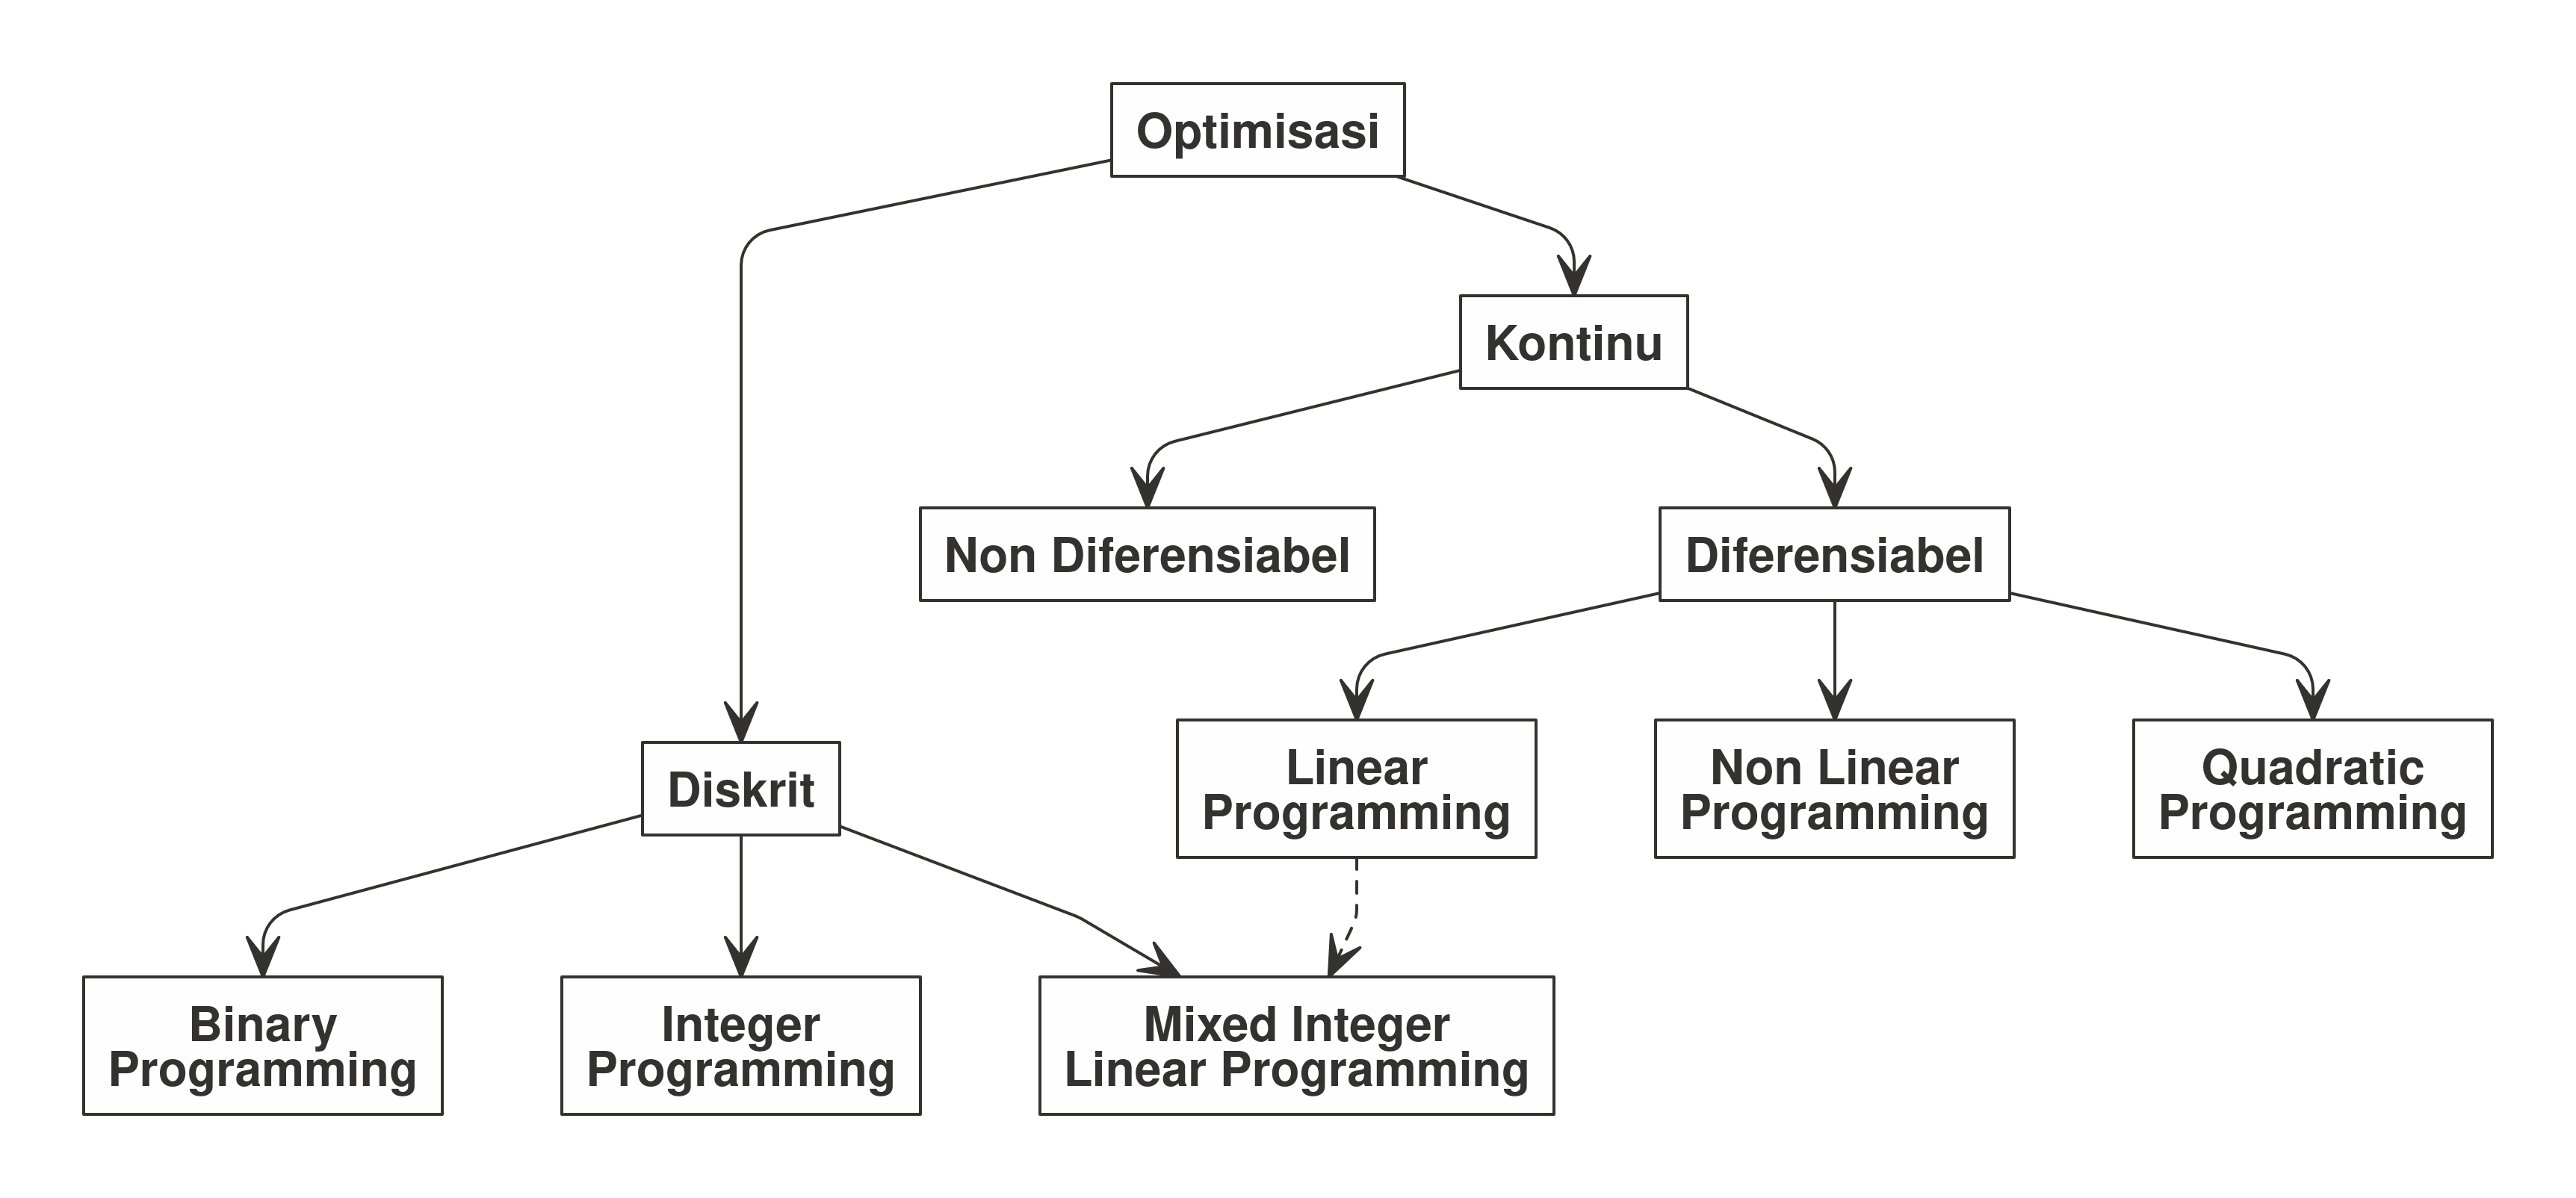 Optimisasi
Kontinu
Non Diferensiabel
Diferensiabel
Diskrit
Linear
Programming
Non Linear
Programming
Quadratic
Programming
Binary
Programming
Integer
Programming
Mixed Integer
Linear Programming